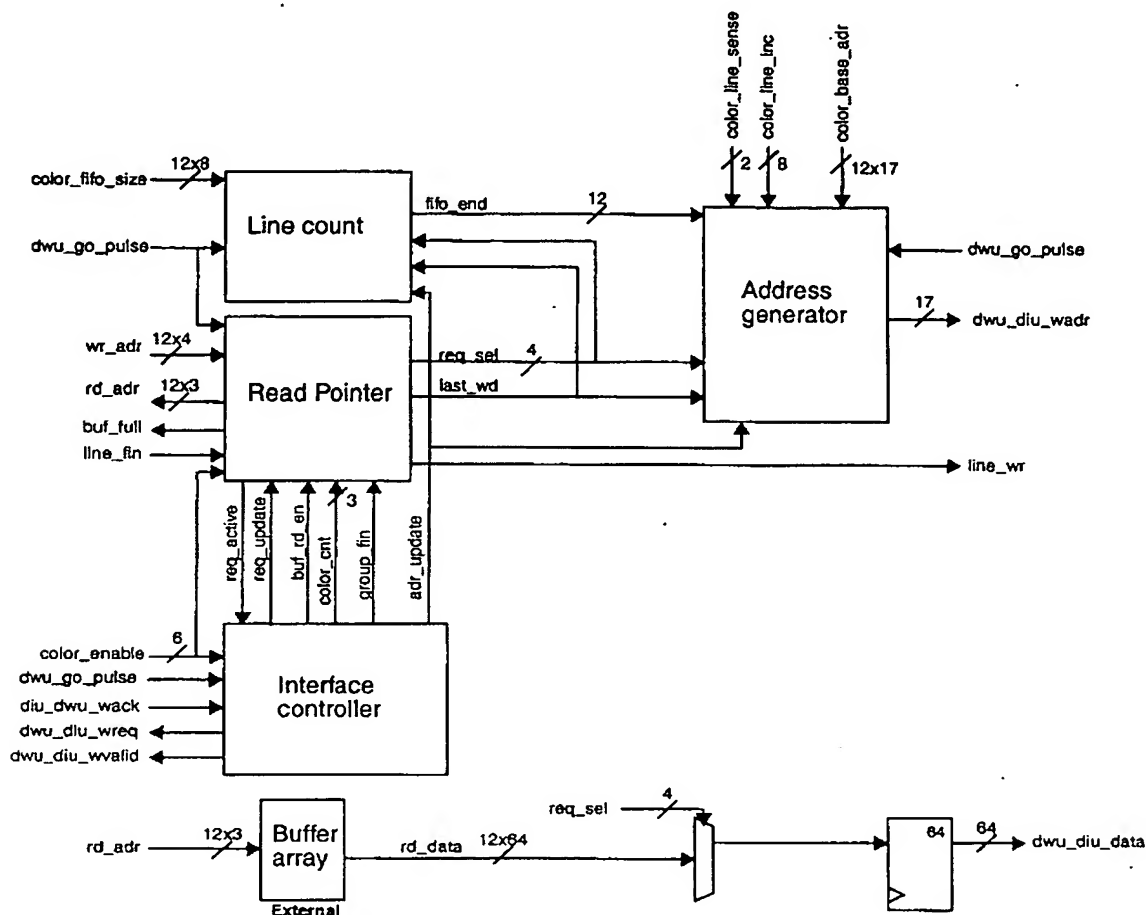 color_line_sense
color_line_inc
color_base_adr
2
8
12x17
color_fifo_size
12x8
Line count
fifo_end
12
dwu_go_pulse
dwu_go_pulse
Address
generator
17
dwu_diu_wadr
wr_adr
12x4
rd_adr
12x3
buf_full
line_fin
Read Pointer
req_sel
4
last_wd
line_wr
req_active
req_update
buf_rd_en
color_cnt
3
group_fin
adr_update
color_enable
6
dwu_go_pulse
diu_dwu_wack
dwu_diu_wreq
dwu_diu_wvalid
Interface
controller
rd_adr
12x3
Buffer
array
External
rd_data
12x64
req_sel
4
64
64
dwu_diu_data